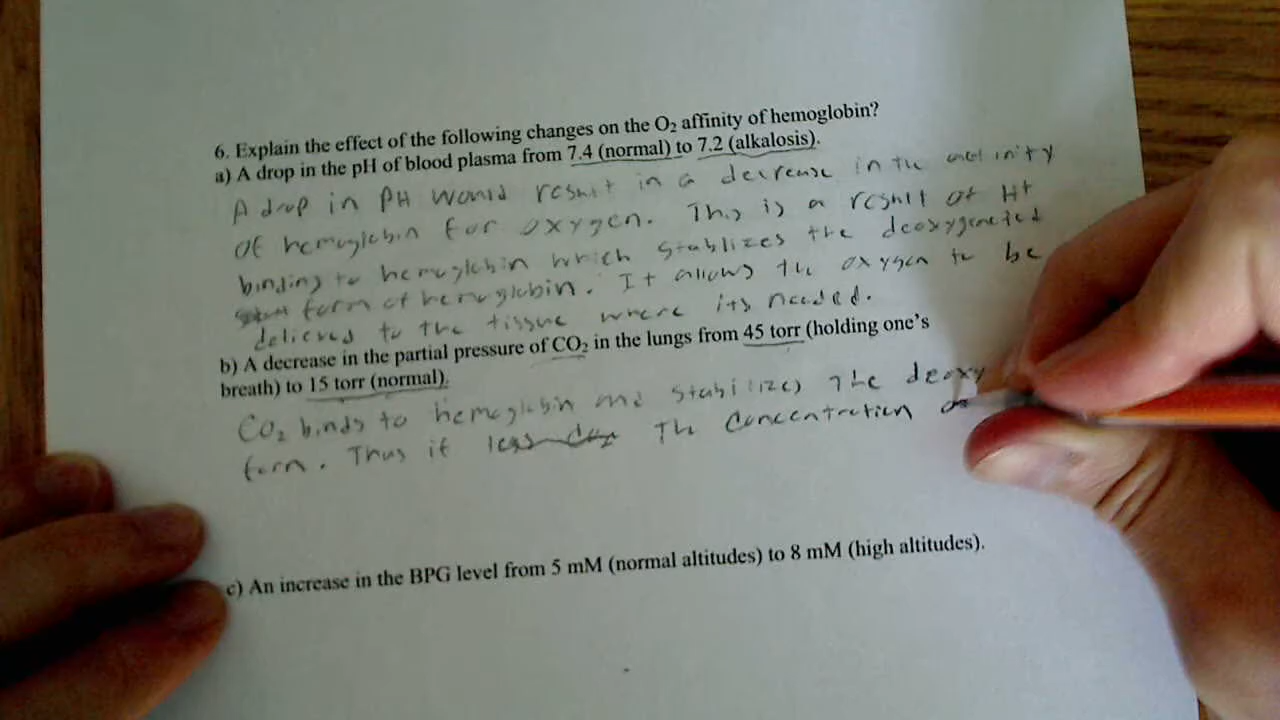 6. Explain the effect of the following changes on the O₂ affinity of hemoglobin?
a) A drop in the pH of blood plasma from 7.4 (normal) to 7.2 (alkalosis).
A drop in pH would result in a decrease in the
of hemoglobin for oxygen. This is a result of H+
binding to hemoglobin which stablizes the deoxygenated
form of hemoglobin. It allows the oxygen to be
delieved to the tissue where its needed.
b) A decrease in the partial pressure of CO₂ in the lungs from 45 torr (holding one's
breath) to 15 torr (normal).
CO₂ binds to hemoglobin and stabilizes the deoxy
form. Thus if less the concentration
c) An increase in the BPG level from 5 mM (normal altitudes) to 8 mM (high altitudes).